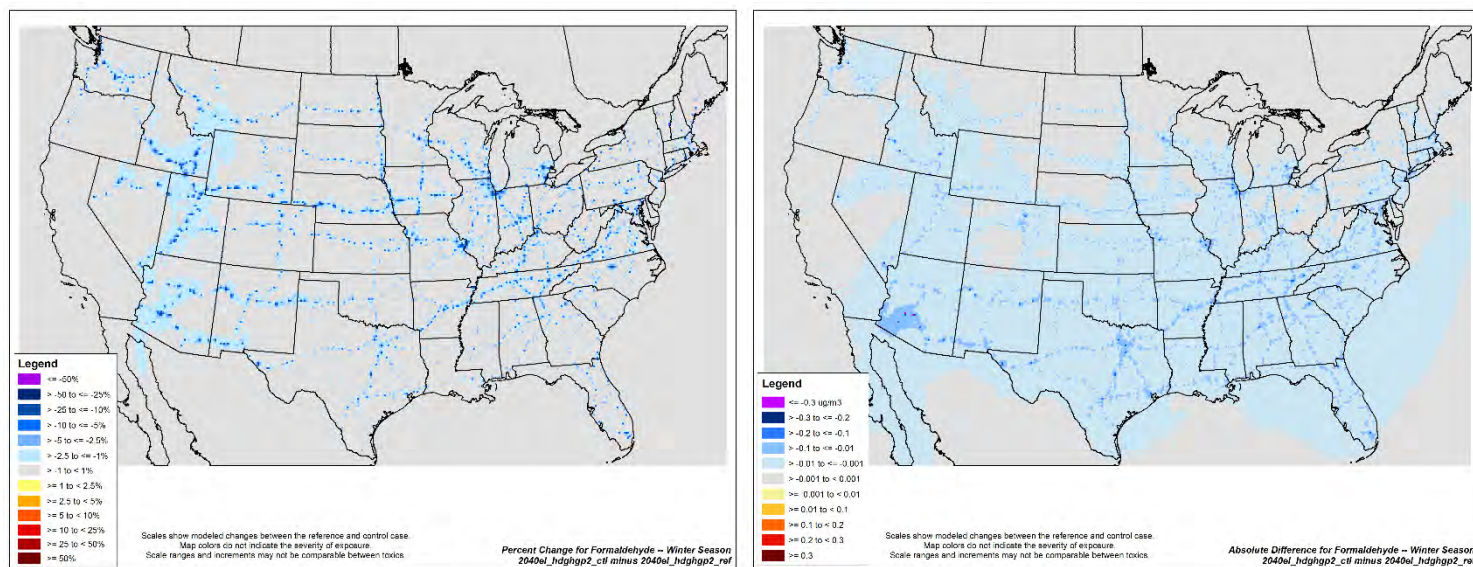 Legend
<= -50%
> -50 to <= -25%
> -25 to <= -10%
> -10 to <= -5%
> -5 to <= -2.5%
> -2.5 to <= -1%
> -1 to < 1%
>= 1 to < 2.5%
>= 2.5 to < 5%
>= 5 to < 10%
>= 10 to < 25%
>= 25 to < 50%
>= 50%
Scales show modeled changes between the reference and control case.
Map colors do not indicate the severity of exposure.
Scale ranges and increments may not be comparable between toxics.
Percent Change for Formaldehyde -- Winter Season
2040el_hdghgp2_ctl minus 2040el_hdghgp2_ref
Legend
<= -0.3 ug/m3
> -0.3 to <= -0.2
> -0.2 to <= -0.1
> -0.1 to <= -0.01
> -0.01 to <= -0.001
> -0.001 to < 0.001
>= 0.001 to < 0.01
>= 0.01 to < 0.1
>= 0.1 to < 0.2
>= 0.2 to < 0.3
>= 0.3
Scales show modeled changes between the reference and control case.
Map colors do not indicate the severity of exposure.
Scale ranges and increments may not be comparable between toxics.
Absolute Difference for Formaldehyde -- Winter Season
2040el_hdghgp2_ctl minus 2040el_hdghgp2_ref